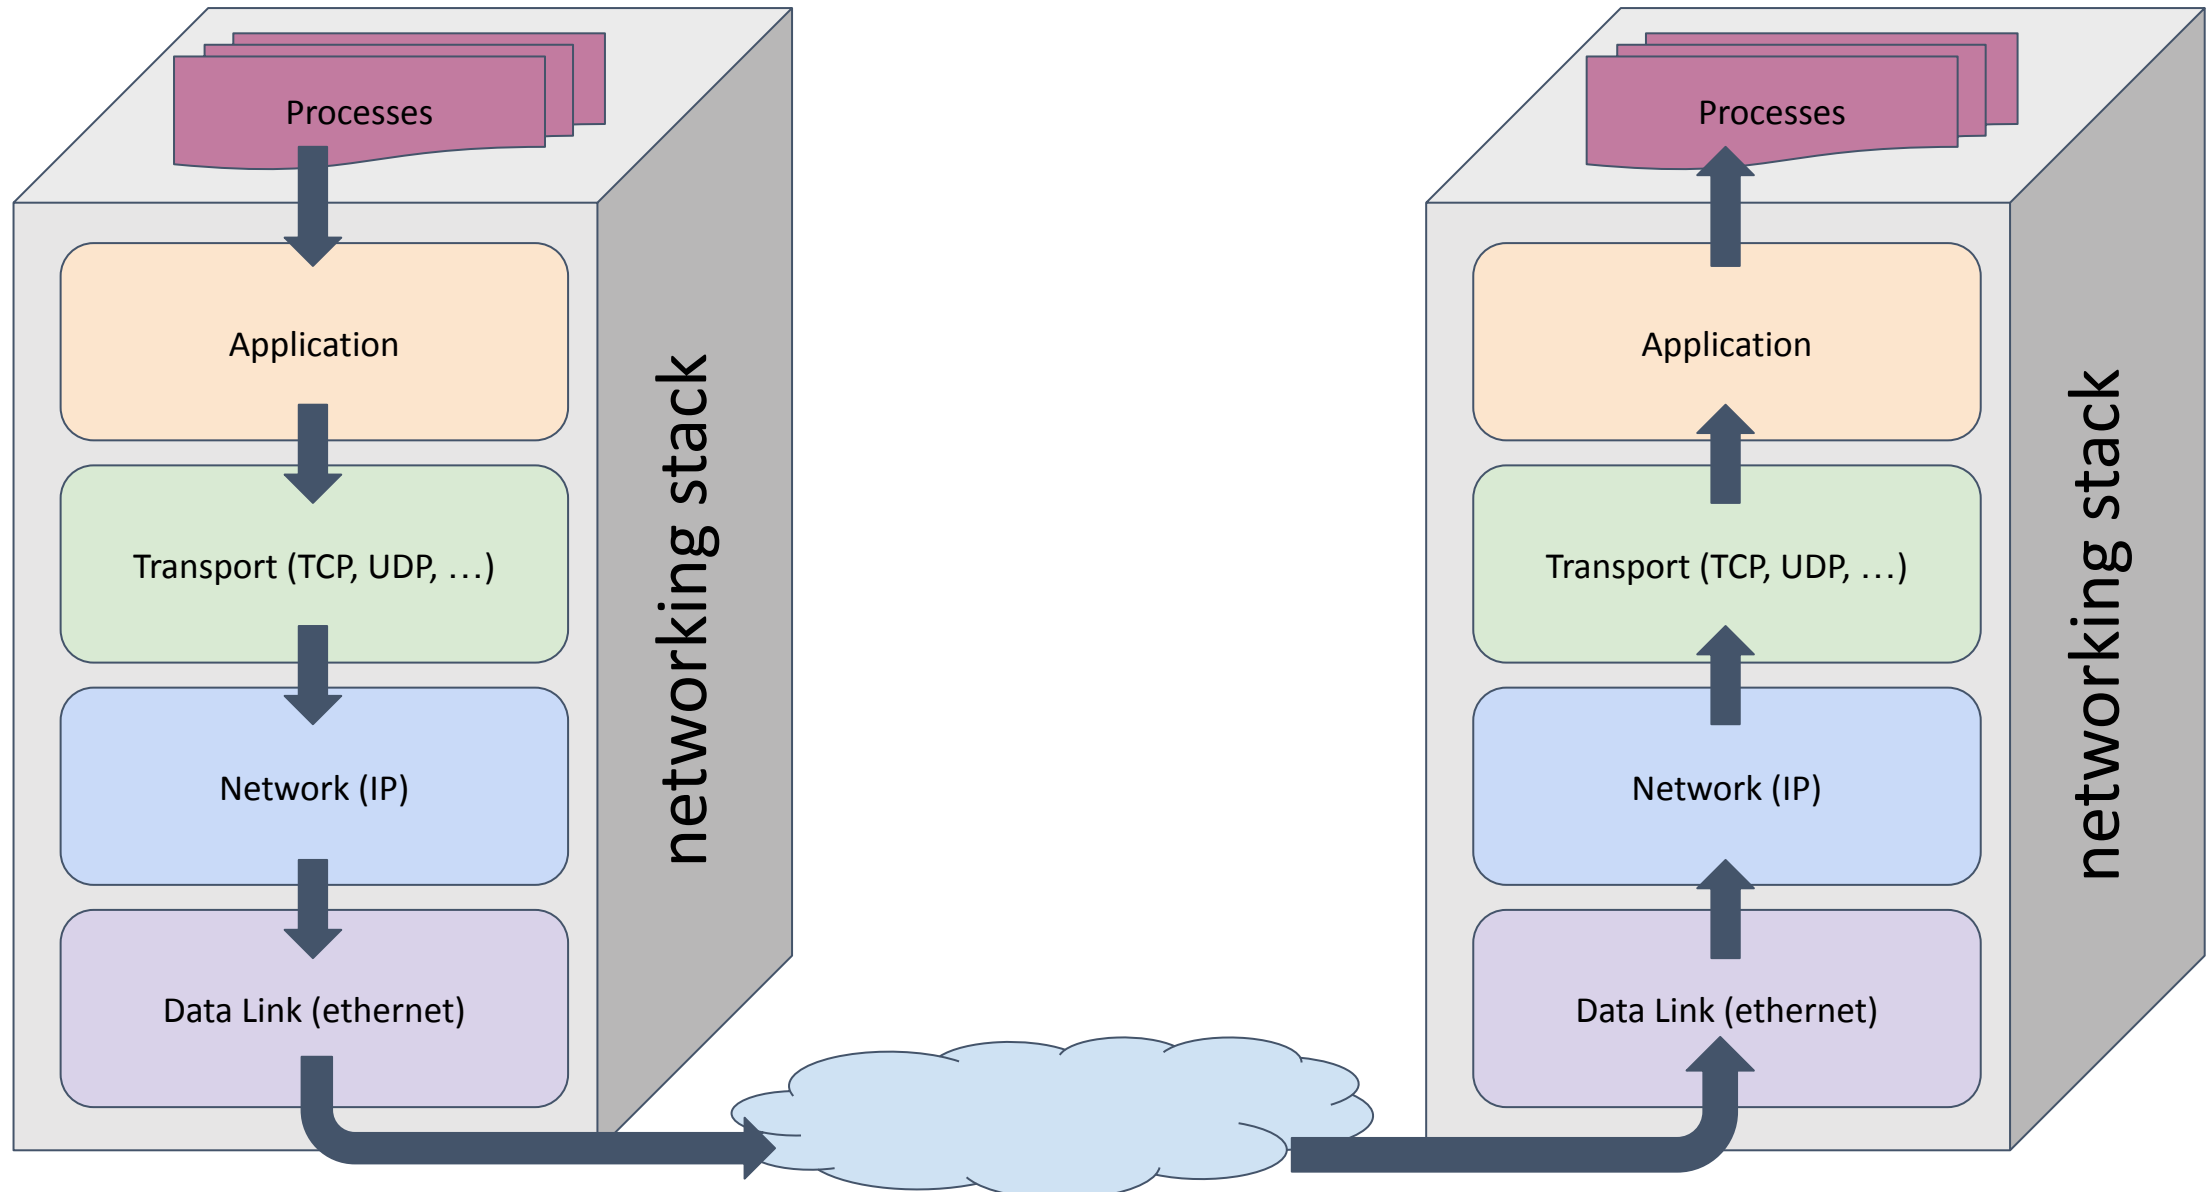 Processes
Application
Transport (TCP, UDP, …)
Network (IP)
Data Link (ethernet)
networking stack
Processes
Application
Transport (TCP, UDP, …)
Network (IP)
Data Link (ethernet)
networking stack